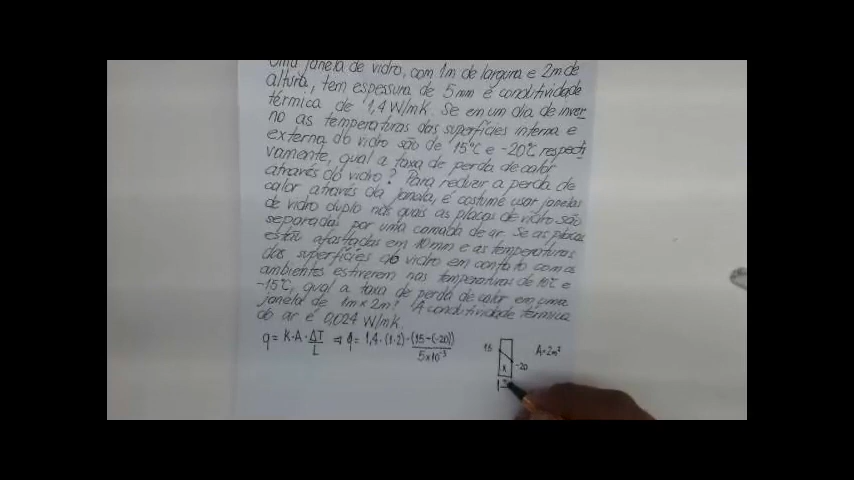 Uma janela de vidro, com 1m de largura e 2m de
altura, tem espessura de 5mm e condutividade
térmica de 1,4 W/mK. Se em um dia de inver-
no as temperaturas das superfícies interna e
externa do vidro são de 15°C e -20°C respecti-
vamente, qual a taxa de perda de calor
através do vidro? Para reduzir a perda de
calor através da janela, é costume usar janelas
de vidro duplo nas quais as placas de vidro são
separadas por uma camada de ar. Se as placas
estão afastadas em 10mm e as temperaturas
das superfícies do vidro em contato com os
ambientes estiverem nas temperaturas de 10°C e
-15°C, qual a taxa de perda de calor em uma
janela de 1m x 2m? A condutividade térmica
do ar é 0,024 W/mK.
q = K·A·ΔT/L ⇒ q = 1,4·(1·2)·(15-(-20))/5x10⁻³
15 A=2m²
-20
K